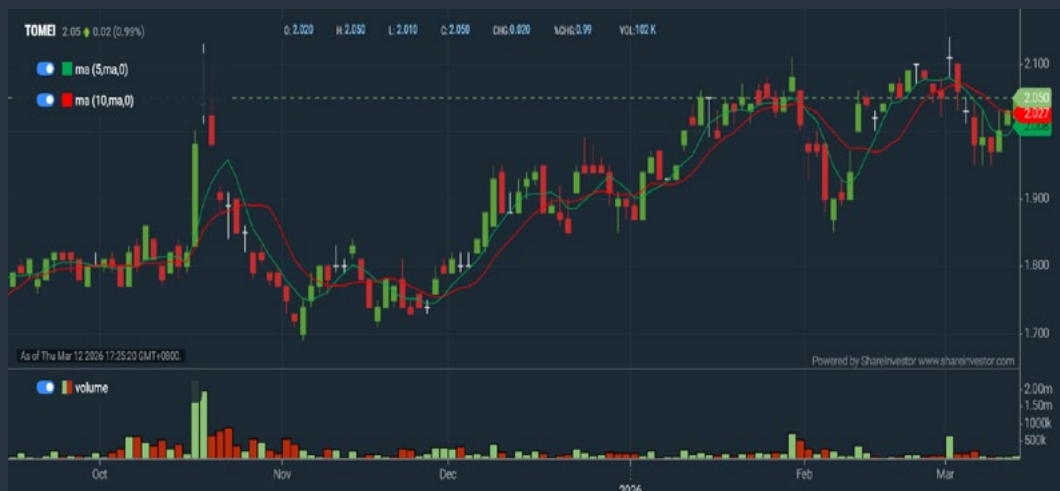 TOMEI 2.05 0.02 (0.99%) O: 2.020 H: 2.050 L: 2.010 C: 2.050 CHG:0.020 %CHG:0.99 VOL:102 K
ma (5,ma,0)
ma (10,ma,0)
2.100
2.050
2.027
2.008
1.900
1.800
1.700
As of Thu Mar 12 2026 17:25:20 GMT+0800.
Powered by ShareInvestor www.shareinvestor.com
volume
2.00m
1.50m
1000k
500k
Oct Nov Dec Feb Mar
2026